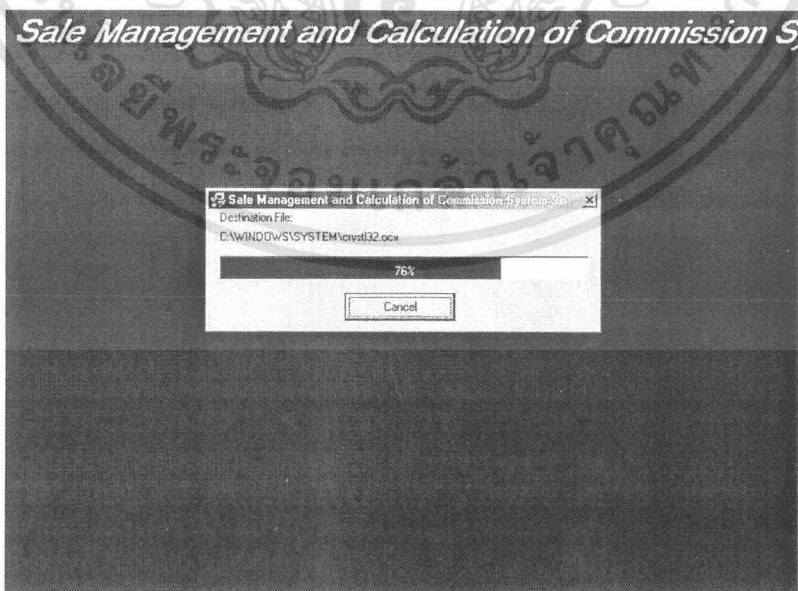 Sale Management and Calculation of Commission S
Sale Management and Calculation of Commission System
Destination File:
C:\WINDOWS\SYSTEM\crystl32.ocx
76%
Cancel